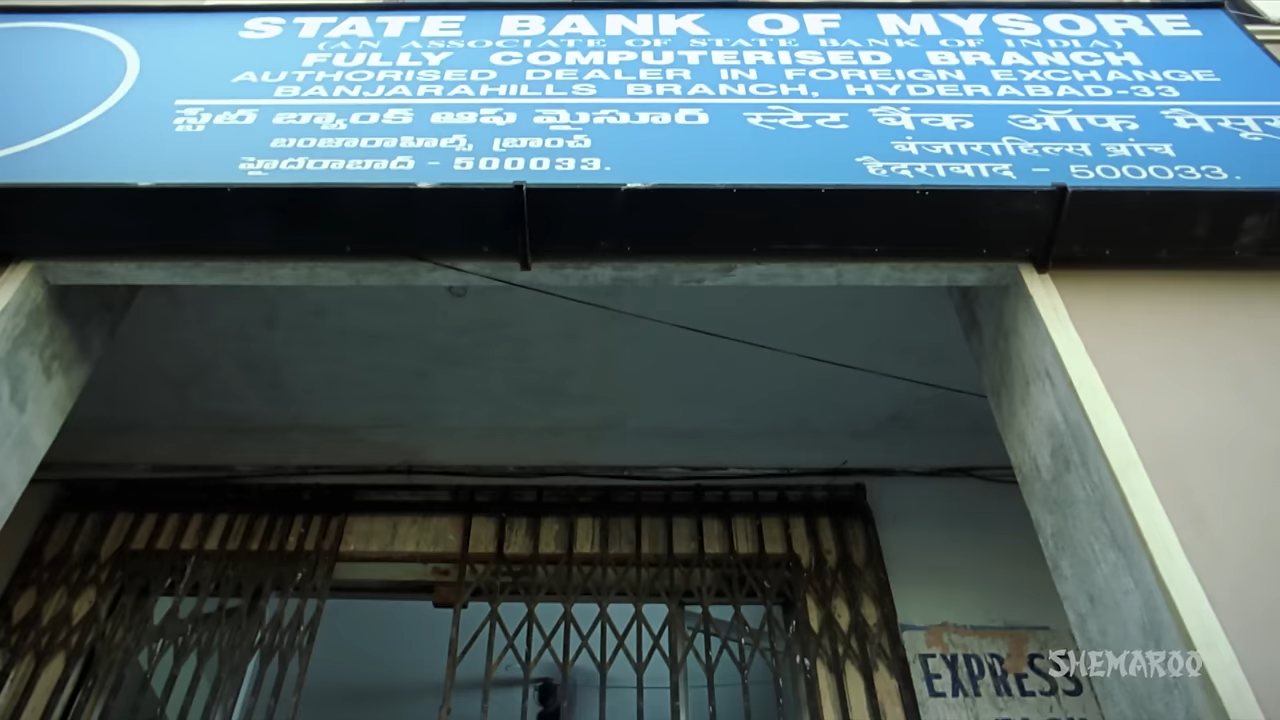 STATE BANK OF MYSORE
(AN ASSOCIATE OF STATE BANK OF INDIA)
FULLY COMPUTERISED BRANCH
AUTHORISED DEALER IN FOREIGN EXCHANGE
BANJARAHILLS BRANCH, HYDERABAD-33
స్టేట్ బ్యాంక్ ఆఫ్ మైసూర్
బంజారాహిల్స్ బ్రాంచ్
హైదరాబాద్ - 500033.
स्टेट बैंक ऑफ मैसूर
बंजाराहिल्स ब्रांच
हैदराबाद - 500033.
EXPRESS
SHEMAROO